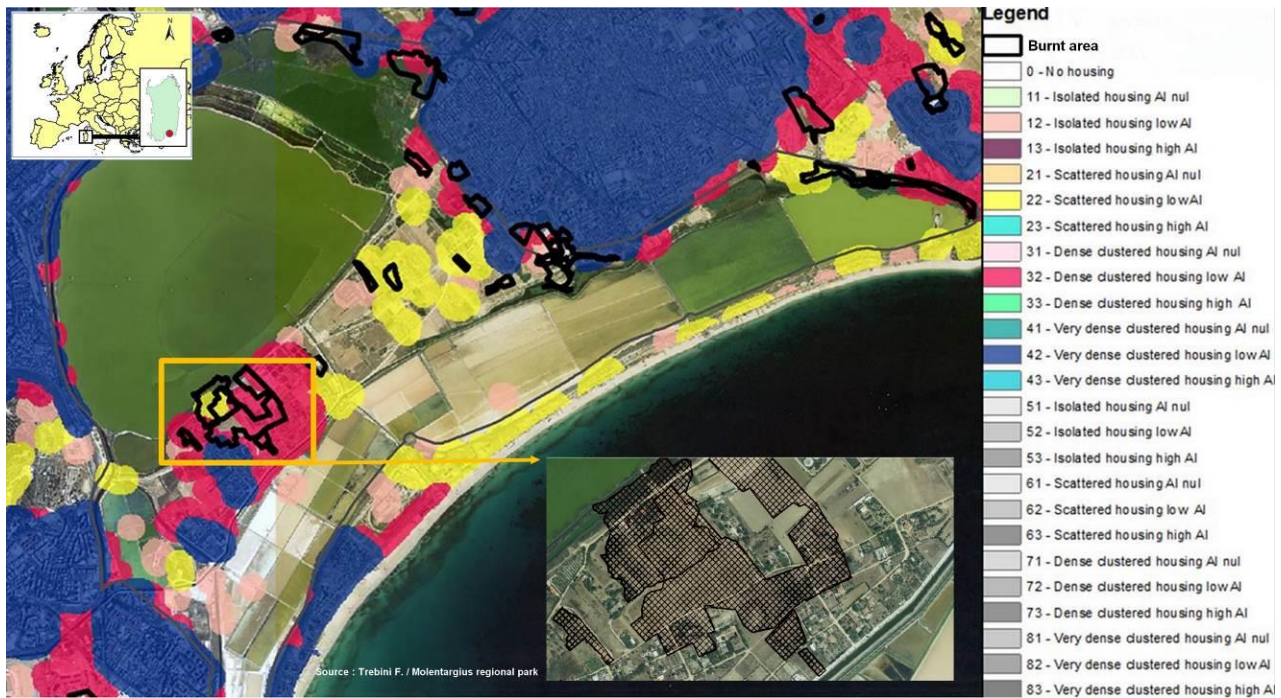 N
Source : Trebini F. / Molentargius regional park
Legend
Burnt area
0 - No housing
11 - Isolated housing AI nul
12 - Isolated housing low AI
13 - Isolated housing high AI
21 - Scattered housing AI nul
22 - Scattered housing low AI
23 - Scattered housing high AI
31 - Dense clustered housing AI nul
32 - Dense clustered housing low AI
33 - Dense clustered housing high AI
41 - Very dense clustered housing AI nul
42 - Very dense clustered housing low AI
43 - Very dense clustered housing high AI
51 - Isolated housing AI nul
52 - Isolated housing low AI
53 - Isolated housing high AI
61 - Scattered housing AI nul
62 - Scattered housing low AI
63 - Scattered housing high AI
71 - Dense clustered housing AI nul
72 - Dense clustered housing low AI
73 - Dense clustered housing high AI
81 - Very dense clustered housing AI nul
82 - Very dense clustered housing low AI
83 - Very dense clustered housing high AI